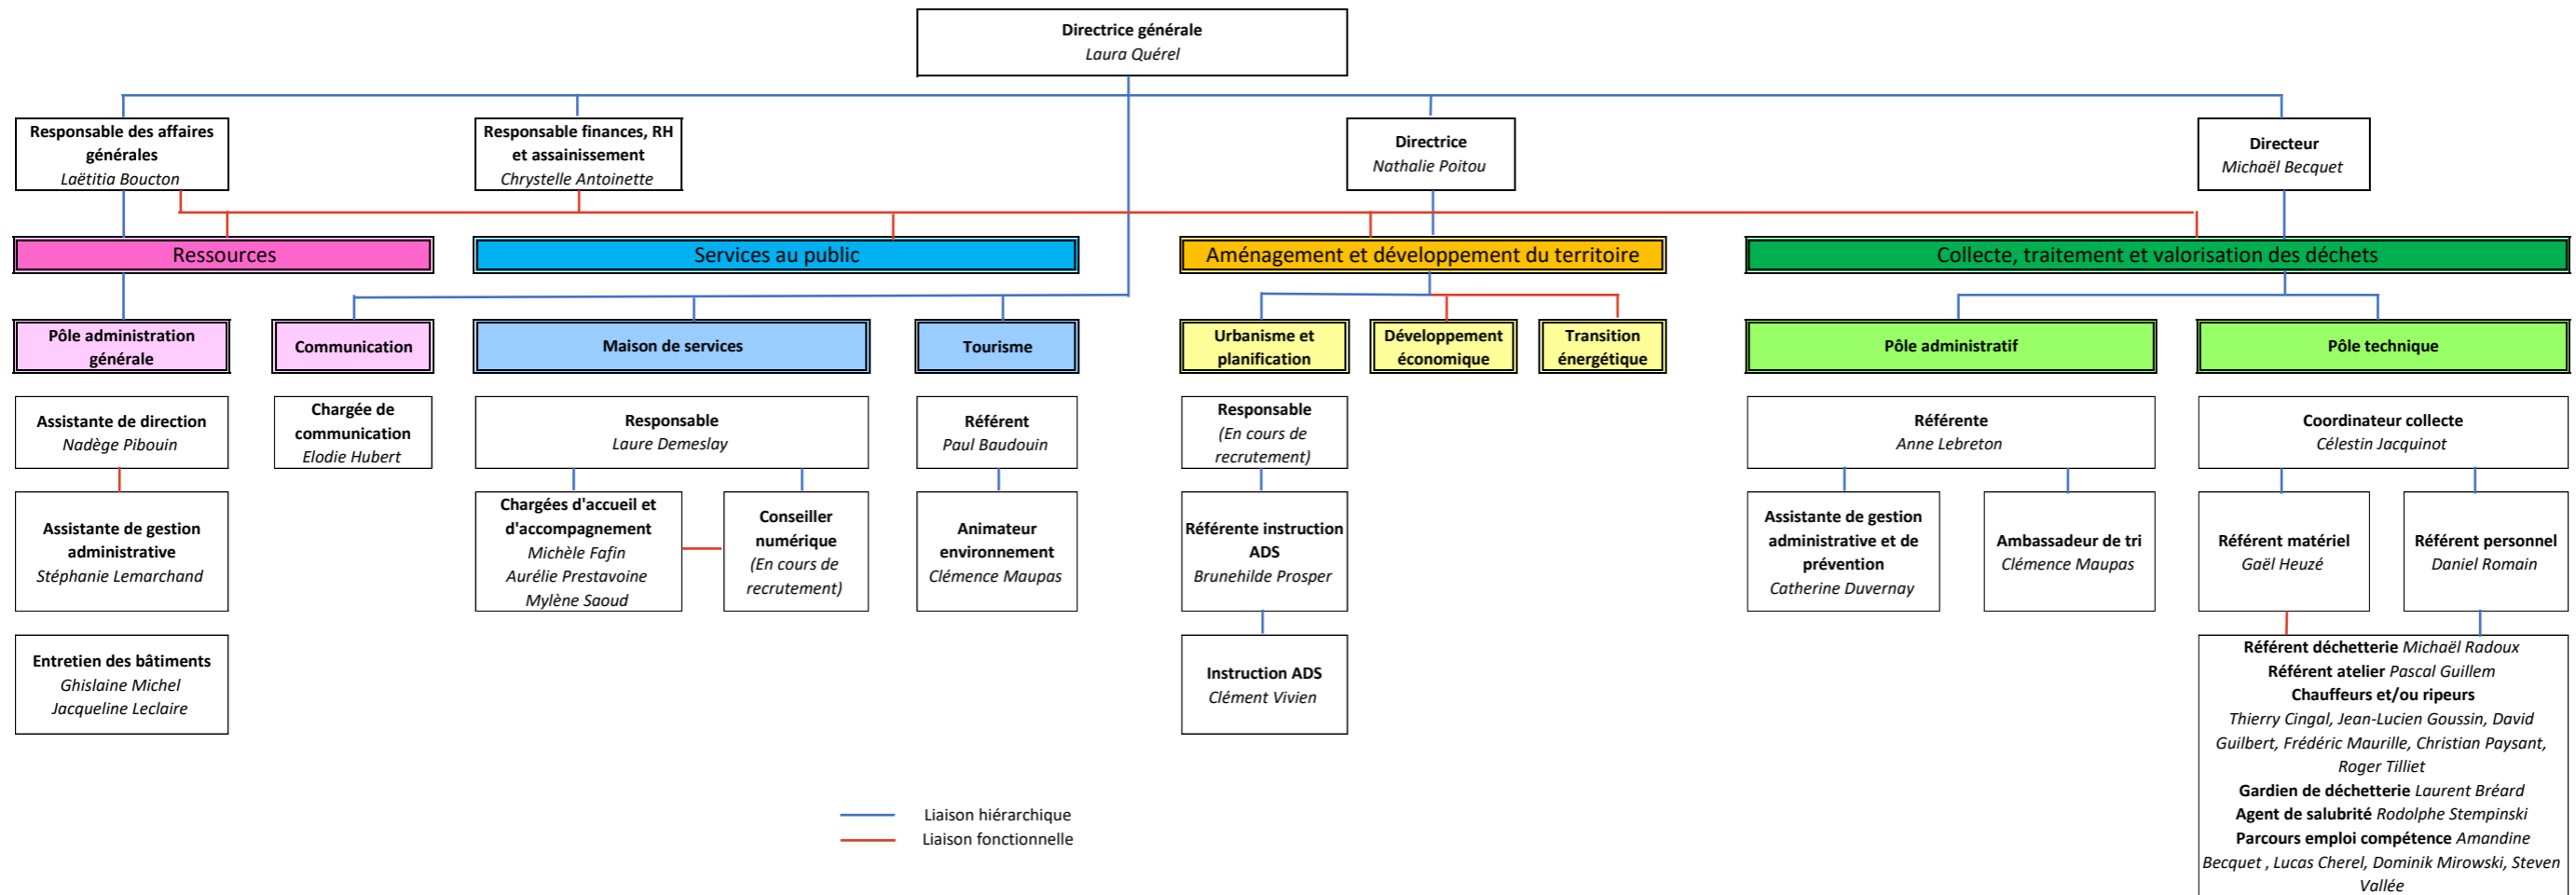 Directrice générale
Laura Quérel
Responsable des affaires
générales
Laëtitia Boucton
Responsable finances, RH
et assainissement
Chrystelle Antoinette
Directrice
Nathalie Poitou
Directeur
Michaël Becquet
Ressources
Services au public
Aménagement et développement du territoire
Collecte, traitement et valorisation des déchets
Pôle administration
générale
Communication
Maison de services
Tourisme
Urbanisme et
planification
Développement
économique
Transition
énergétique
Pôle administratif
Pôle technique
Assistante de direction
Nadège Pibouin
Chargée de
communication
Elodie Hubert
Responsable
Laure Demeslay
Référent
Paul Baudouin
Responsable
(En cours de
recrutement)
Référente
Anne Lebreton
Coordinateur collecte
Célestin Jacquinot
Assistante de gestion
administrative
Stéphanie Lemarchand
Chargées d'accueil et
d'accompagnement
Michèle Fafin
Aurélie Prestavoine
Mylène Saoud
Conseiller
numérique
(En cours de
recrutement)
Animateur
environnement
Clémence Maupas
Référente instruction
ADS
Brunehilde Prosper
Assistante de gestion
administrative et de
prévention
Catherine Duvernay
Ambassadeur de tri
Clémence Maupas
Référent matériel
Gaël Heuzé
Référent personnel
Daniel Romain
Entretien des bâtiments
Ghislaine Michel
Jacqueline Leclaire
Instruction ADS
Clément Vivien
Référent déchetterie Michaël Radoux
Référent atelier Pascal Guillem
Chauffeurs et/ou ripeurs
Thierry Cingal, Jean-Lucien Goussin, David
Guilbert, Frédéric Maurille, Christian Paysant,
Roger Tilliet
Gardien de déchetterie Laurent Bréard
Agent de salubrité Rodolphe Stempinski
Parcours emploi compétence Amandine
Becquet , Lucas Cherel, Dominik Mirowski, Steven
Vallée
Liaison hiérarchique
Liaison fonctionnelle